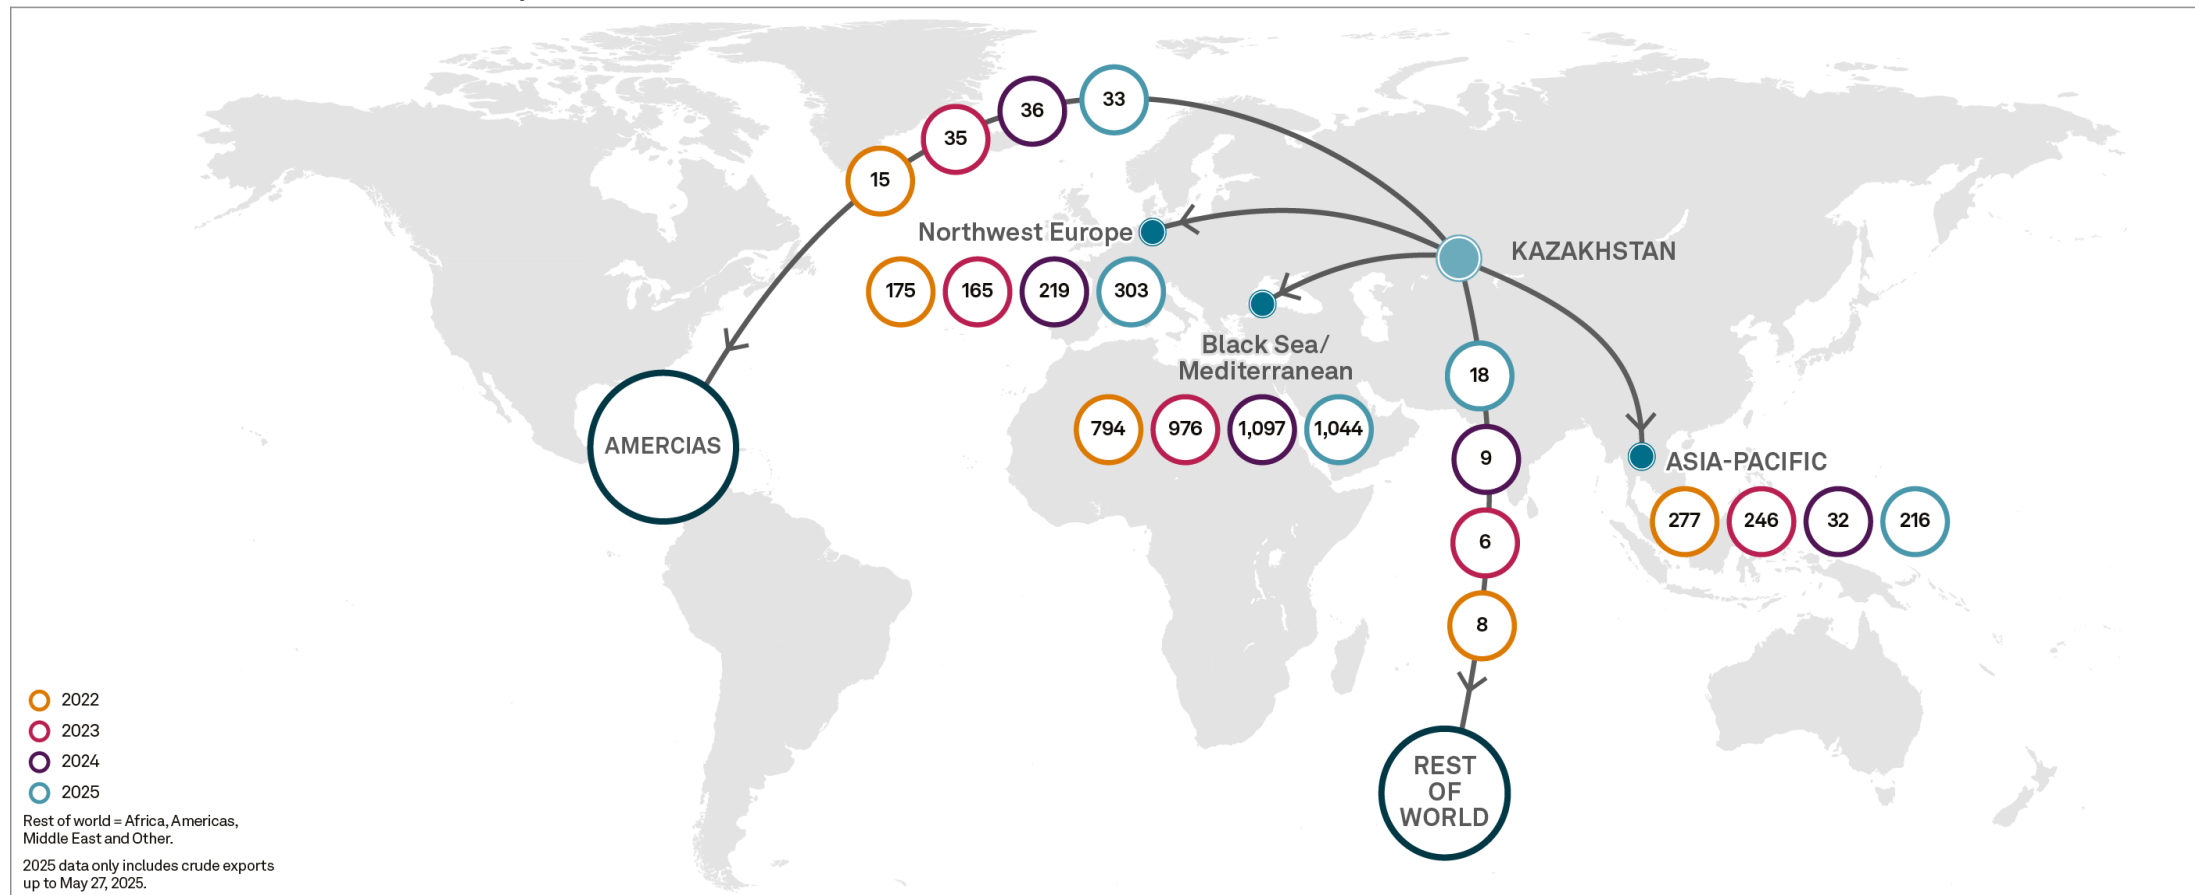 33
36
35
15
Northwest Europe
175 165 219 303
KAZAKHSTAN
Black Sea/
Mediterranean
794 976 1,097 1,044
18
9
6
8
AMERCIAS
ASIA-PACIFIC
277 246 32 216
REST
OF
WORLD
2022
2023
2024
2025
Rest of world = Africa, Americas,
Middle East and Other.
2025 data only includes crude exports
up to May 27, 2025.